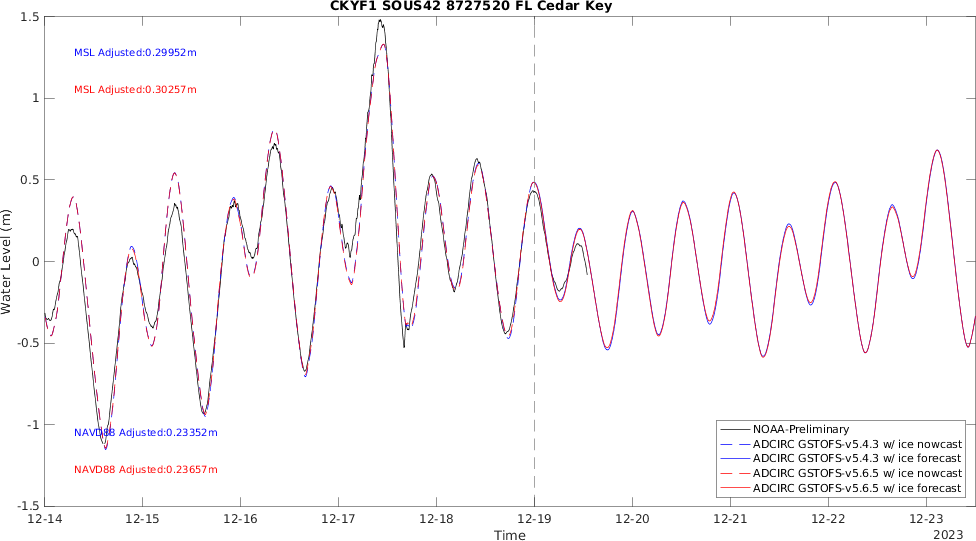 CKYF1 SOUS42 8727520 FL Cedar Key
1.5
1
0.5
0
-0.5
-1
-1.5
Water Level (m)
MSL Adjusted:0.29952m
MSL Adjusted:0.30257m
NAVD88 Adjusted:0.23352m
NAVD88 Adjusted:0.23657m
NOAA-Preliminary
ADCIRC GSTOFS-v5.4.3 w/ ice nowcast
ADCIRC GSTOFS-v5.4.3 w/ ice forecast
ADCIRC GSTOFS-v5.6.5 w/ ice nowcast
ADCIRC GSTOFS-v5.6.5 w/ ice forecast
12-14 12-15 12-16 12-17 12-18 12-19 12-20 12-21 12-22 12-23
Time
2023